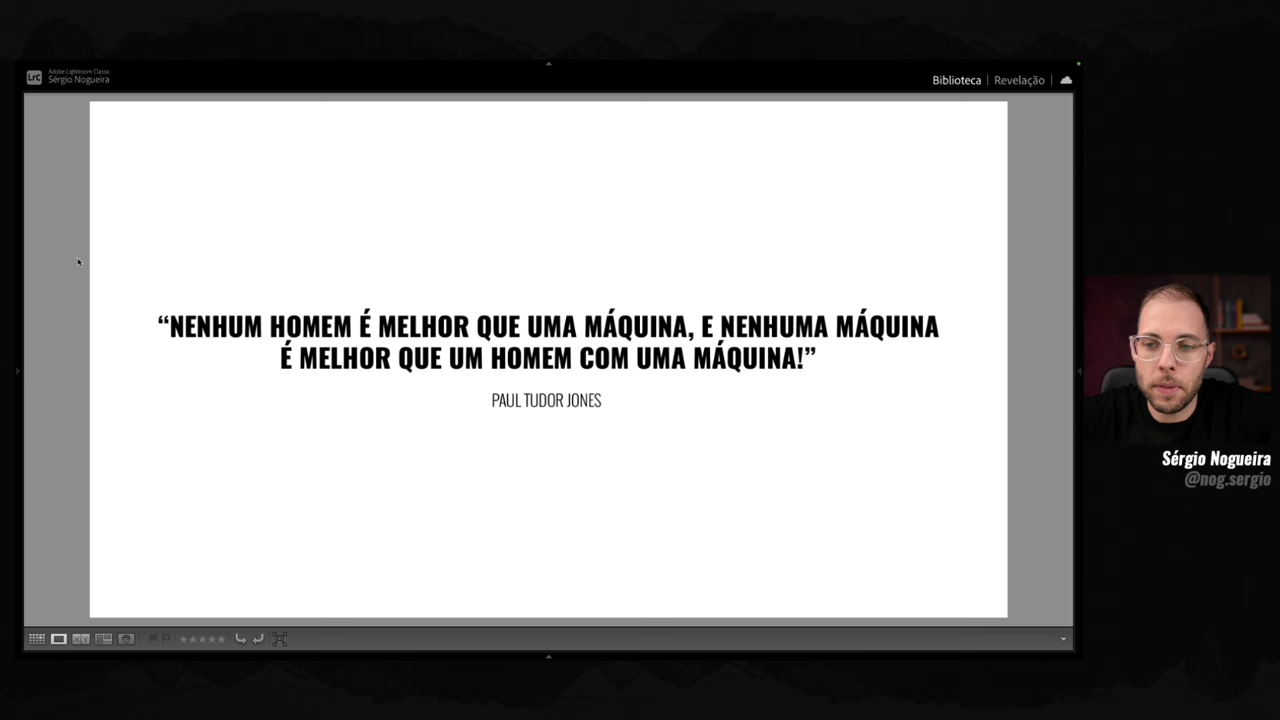 LrC
Adobe Lightroom Classic
Sérgio Nogueira
Biblioteca | Revelação |
“NENHUM HOMEM É MELHOR QUE UMA MÁQUINA, E NENHUMA MÁQUINA
É MELHOR QUE UM HOMEM COM UMA MÁQUINA!”
PAUL TUDOR JONES
Sérgio Nogueira
@nog.sergio